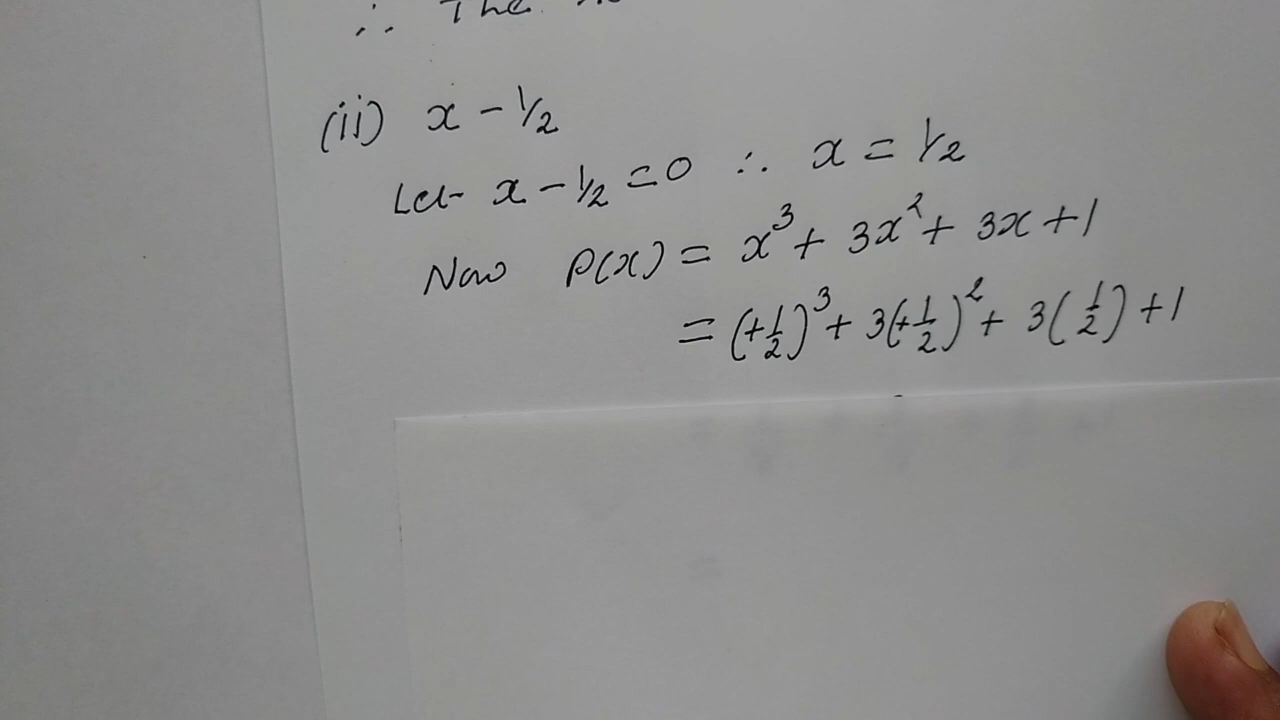 ∴ The
(ii) x - 1/2
Let x - 1/2 = 0 ∴ x = 1/2
Now P(x) = x³ + 3x² + 3x + 1
= (+1/2)³ + 3(+1/2)² + 3(1/2) + 1